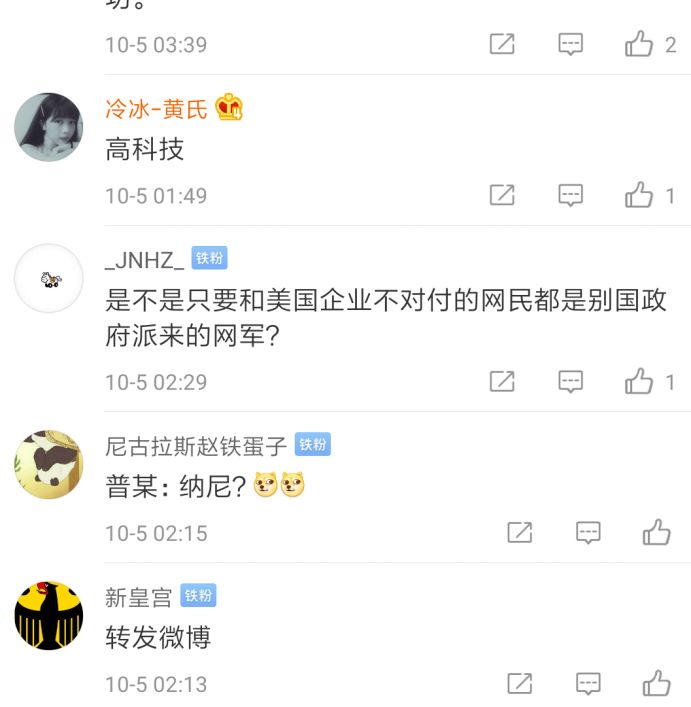 功。
10-5 03:39
2
冷冰-黄氏
高科技
10-5 01:49
1
_JNHZ_ 铁粉
是不是只要和美国企业不对付的网民都是别国政
府派来的网军?
10-5 02:29
1
尼古拉斯赵铁蛋子 铁粉
普某:纳尼?
10-5 02:15
新皇宫 铁粉
转发微博
10-5 02:13